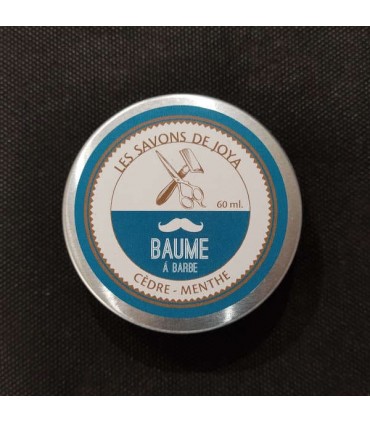 LES SAVONS DE JOYA
60 ml.
BAUME
Á BARBE
CÈDRE - MENTHE